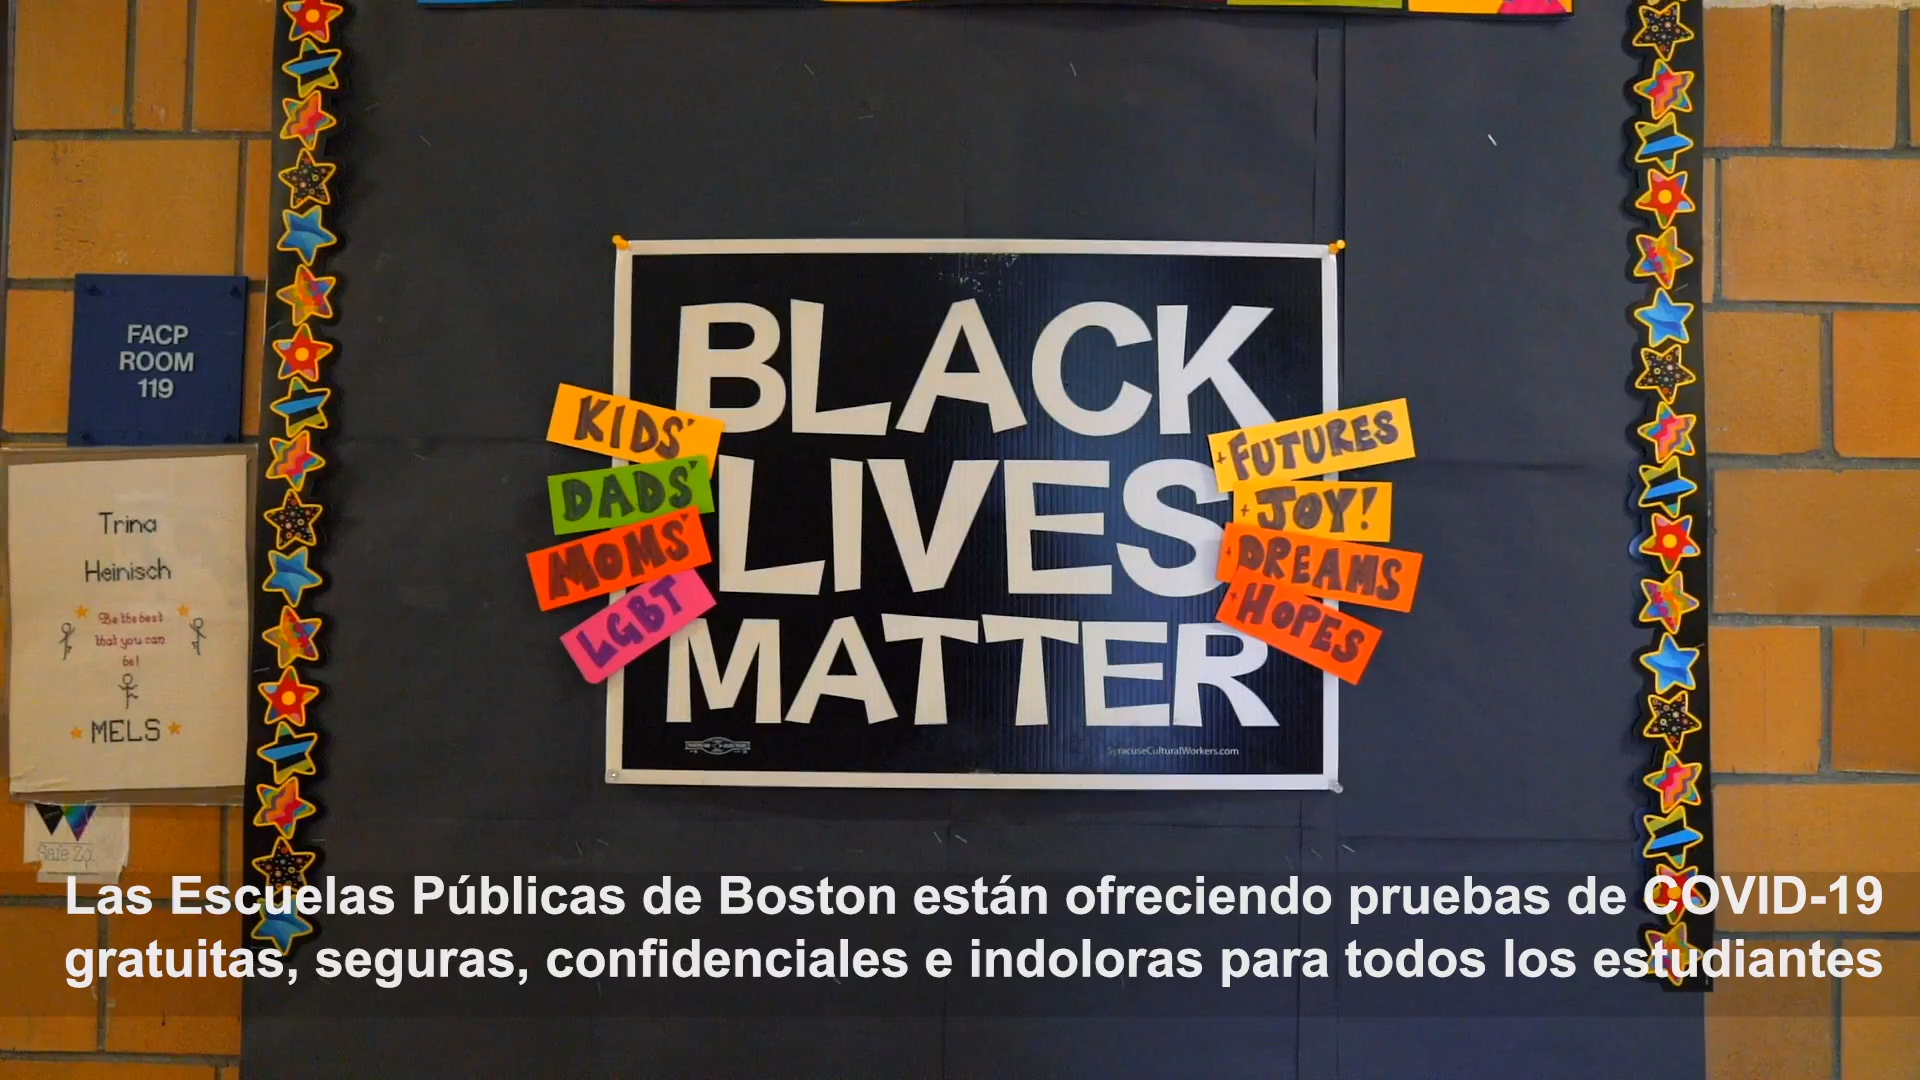 FACP
ROOM
119
Trina
Heinisch
Be the best
that you can
be!
MELS
Safe Zo
BLACK
LIVES
MATTER
KIDS'
DADS'
MOMS'
LGBT
+ FUTURES
+ JOY!
+ DREAMS
+ HOPES
SyracuseCulturalWorkers.com
Las Escuelas Públicas de Boston están ofreciendo pruebas de COVID-19
gratuitas, seguras, confidenciales e indoloras para todos los estudiantes